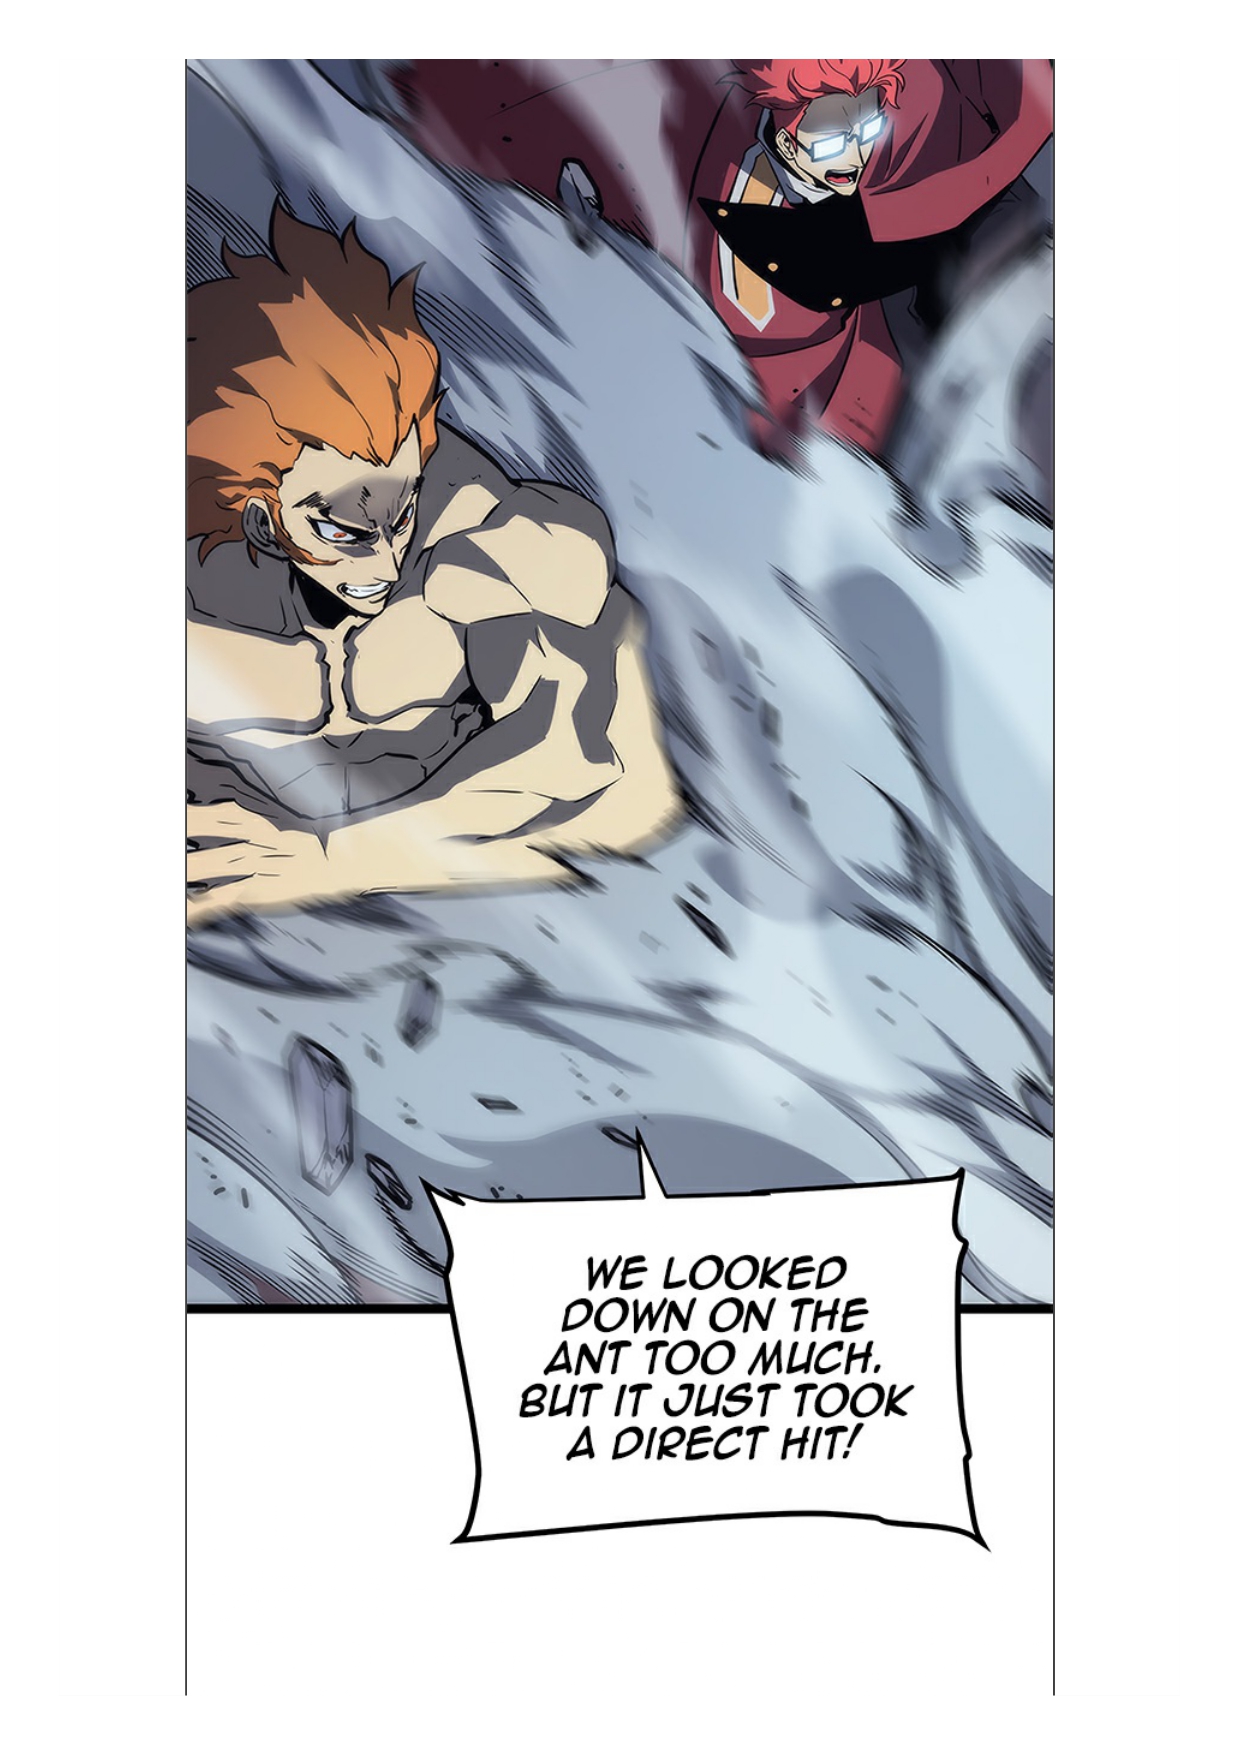 WE LOOKED
DOWN ON THE
ANT TOO MUCH.
BUT IT JUST TOOK
A DIRECT HIT!